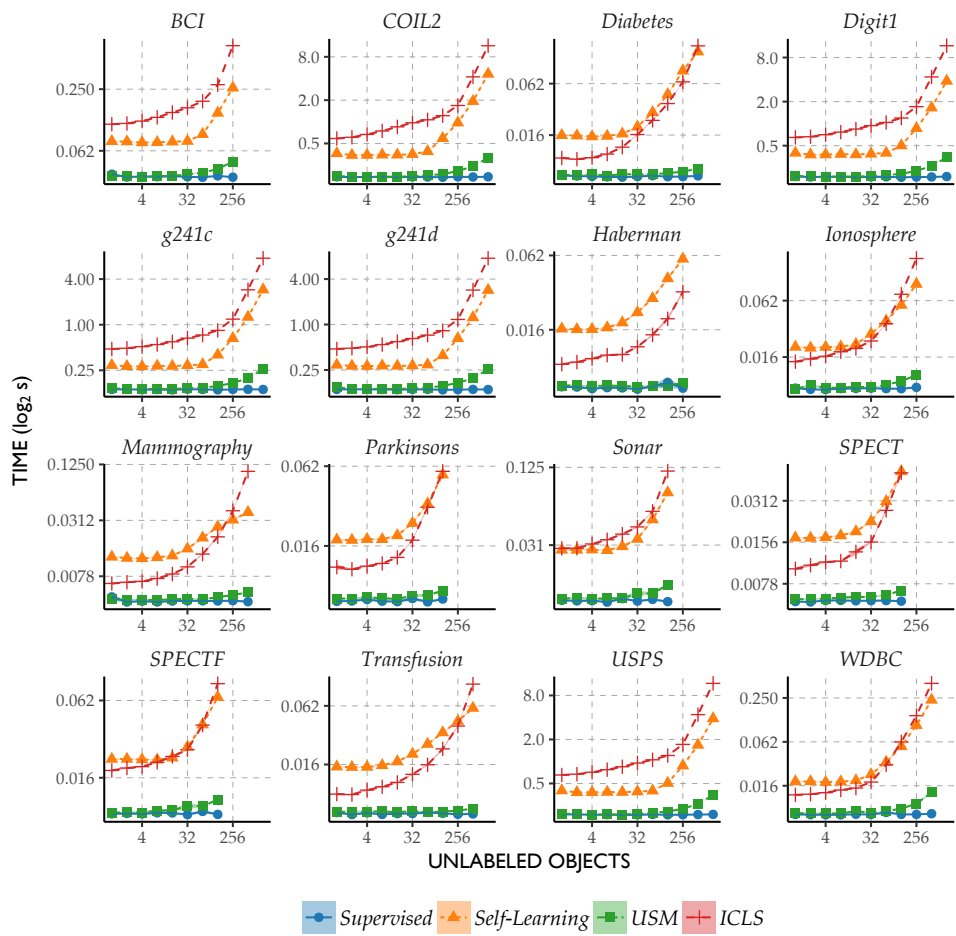 BCI COIL2 Diabetes Digit1
0.250 0.062
8.0 2.0 0.5
0.062 0.016
8.0 2.0 0.5
4 32 256 4 32 256 4 32 256 4 32 256
g241c g241d Haberman Ionosphere
4.00 1.00 0.25
4.00 1.00 0.25
0.062 0.016
0.062 0.016
4 32 256 4 32 256 4 32 256 4 32 256
TIME (log2 s)
Mammography Parkinsons Sonar SPECT
0.1250 0.0312 0.0078
0.062 0.016
0.125 0.031
0.0312 0.0156 0.0078
4 32 256 4 32 256 4 32 256 4 32 256
SPECTF Transfusion USPS WDBC
0.062 0.016
0.062 0.016
8.0 2.0 0.5
0.250 0.062 0.016
4 32 256 4 32 256 4 32 256 4 32 256
UNLABELED OBJECTS
Supervised Self-Learning USM ICLS